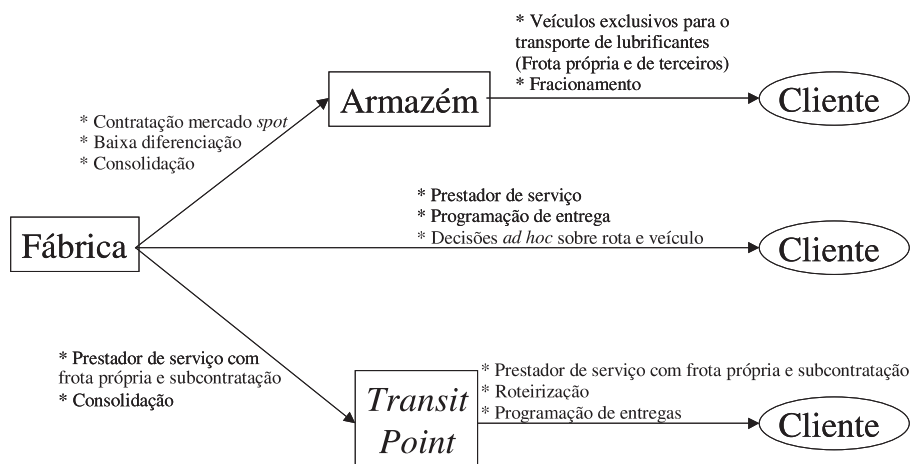 * Veículos exclusivos para o
transporte de lubrificantes
(Frota própria e de terceiros)
* Fracionamento
Armazém
Cliente
* Contratação mercado spot
* Baixa diferenciação
* Consolidação
* Prestador de serviço
* Programação de entrega
* Decisões ad hoc sobre rota e veículo
Fábrica
Cliente
* Prestador de serviço com
frota própria e subcontratação
* Consolidação
Transit
Point
* Prestador de serviço com frota própria e subcontratação
* Roteirização
* Programação de entregas
Cliente